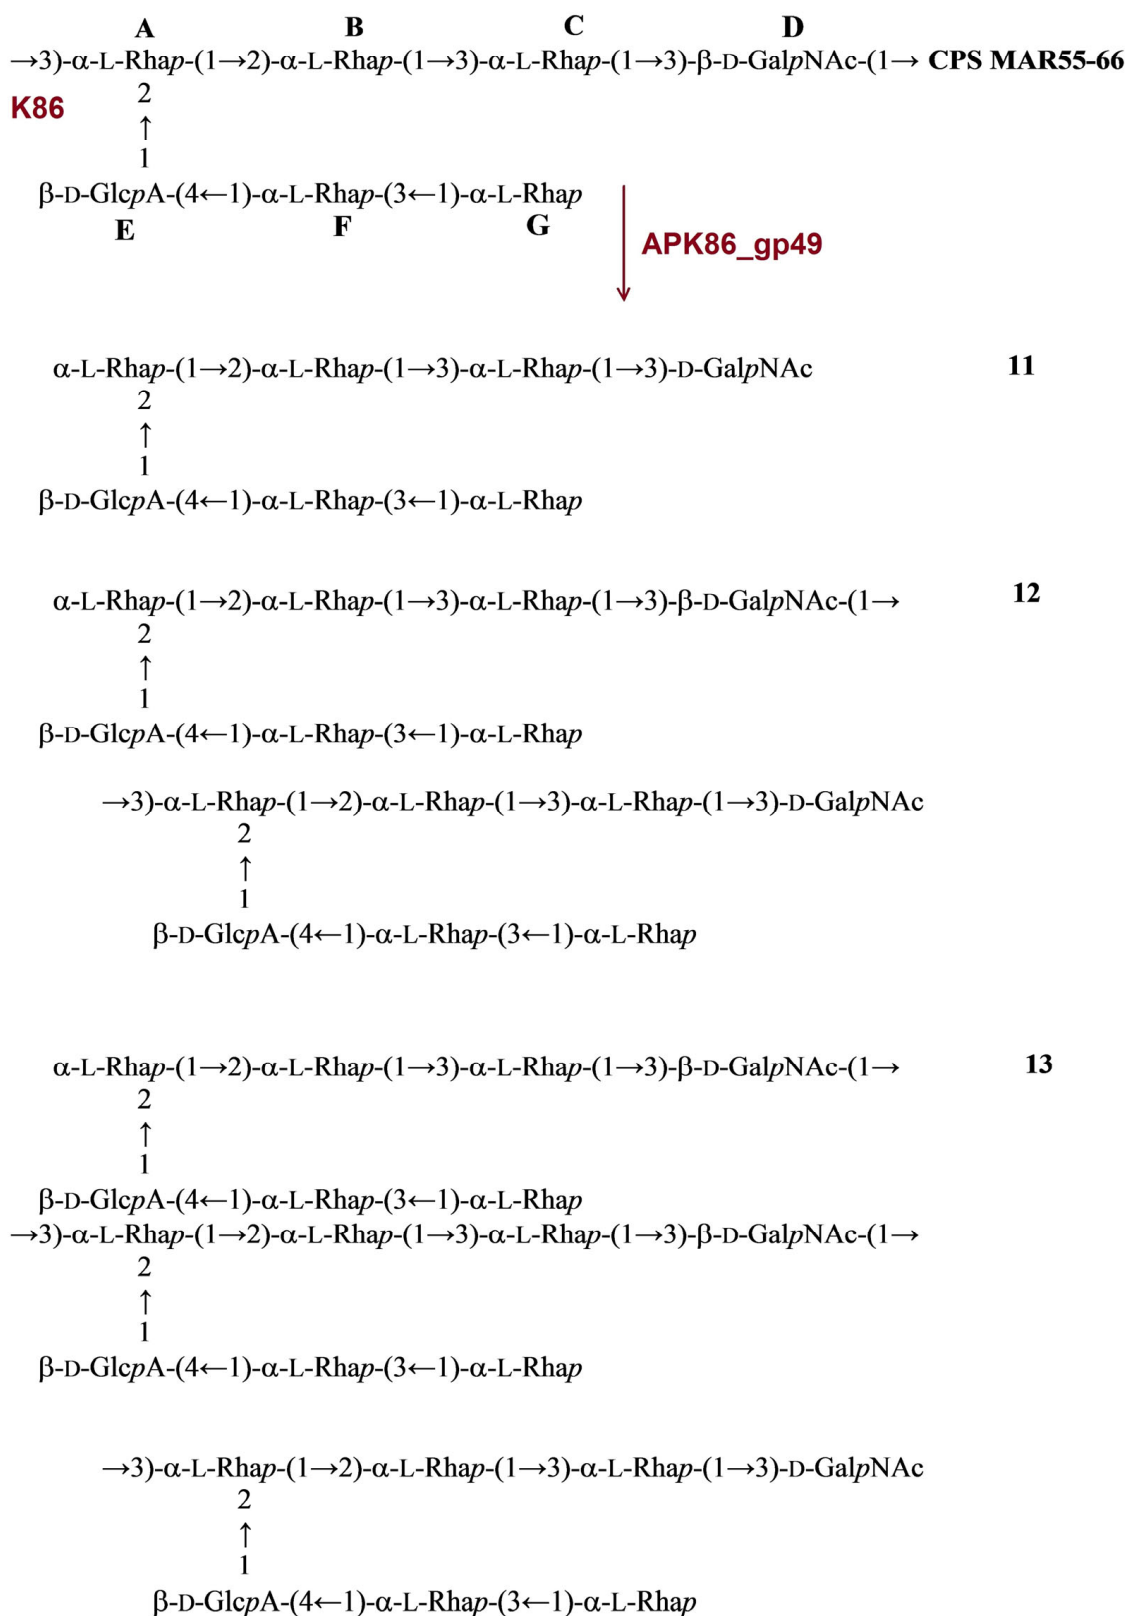 A B C D
→3)-α-L-Rhap-(1→2)-α-L-Rhap-(1→3)-α-L-Rhap-(1→3)-β-D-GalpNAc-(1→ CPS MAR55-66
2
K86
↑
1
β-D-GlcpA-(4←1)-α-L-Rhap-(3←1)-α-L-Rhap
E F G
APK86_gp49
α-L-Rhap-(1→2)-α-L-Rhap-(1→3)-α-L-Rhap-(1→3)-D-GalpNAc 11
2
↑
1
β-D-GlcpA-(4←1)-α-L-Rhap-(3←1)-α-L-Rhap
α-L-Rhap-(1→2)-α-L-Rhap-(1→3)-α-L-Rhap-(1→3)-β-D-GalpNAc-(1→ 12
2
↑
1
β-D-GlcpA-(4←1)-α-L-Rhap-(3←1)-α-L-Rhap
→3)-α-L-Rhap-(1→2)-α-L-Rhap-(1→3)-α-L-Rhap-(1→3)-D-GalpNAc
2
↑
1
β-D-GlcpA-(4←1)-α-L-Rhap-(3←1)-α-L-Rhap
α-L-Rhap-(1→2)-α-L-Rhap-(1→3)-α-L-Rhap-(1→3)-β-D-GalpNAc-(1→ 13
2
↑
1
β-D-GlcpA-(4←1)-α-L-Rhap-(3←1)-α-L-Rhap
→3)-α-L-Rhap-(1→2)-α-L-Rhap-(1→3)-α-L-Rhap-(1→3)-β-D-GalpNAc-(1→
2
↑
1
β-D-GlcpA-(4←1)-α-L-Rhap-(3←1)-α-L-Rhap
→3)-α-L-Rhap-(1→2)-α-L-Rhap-(1→3)-α-L-Rhap-(1→3)-D-GalpNAc
2
↑
1
β-D-GlcpA-(4←1)-α-L-Rhap-(3←1)-α-L-Rhap